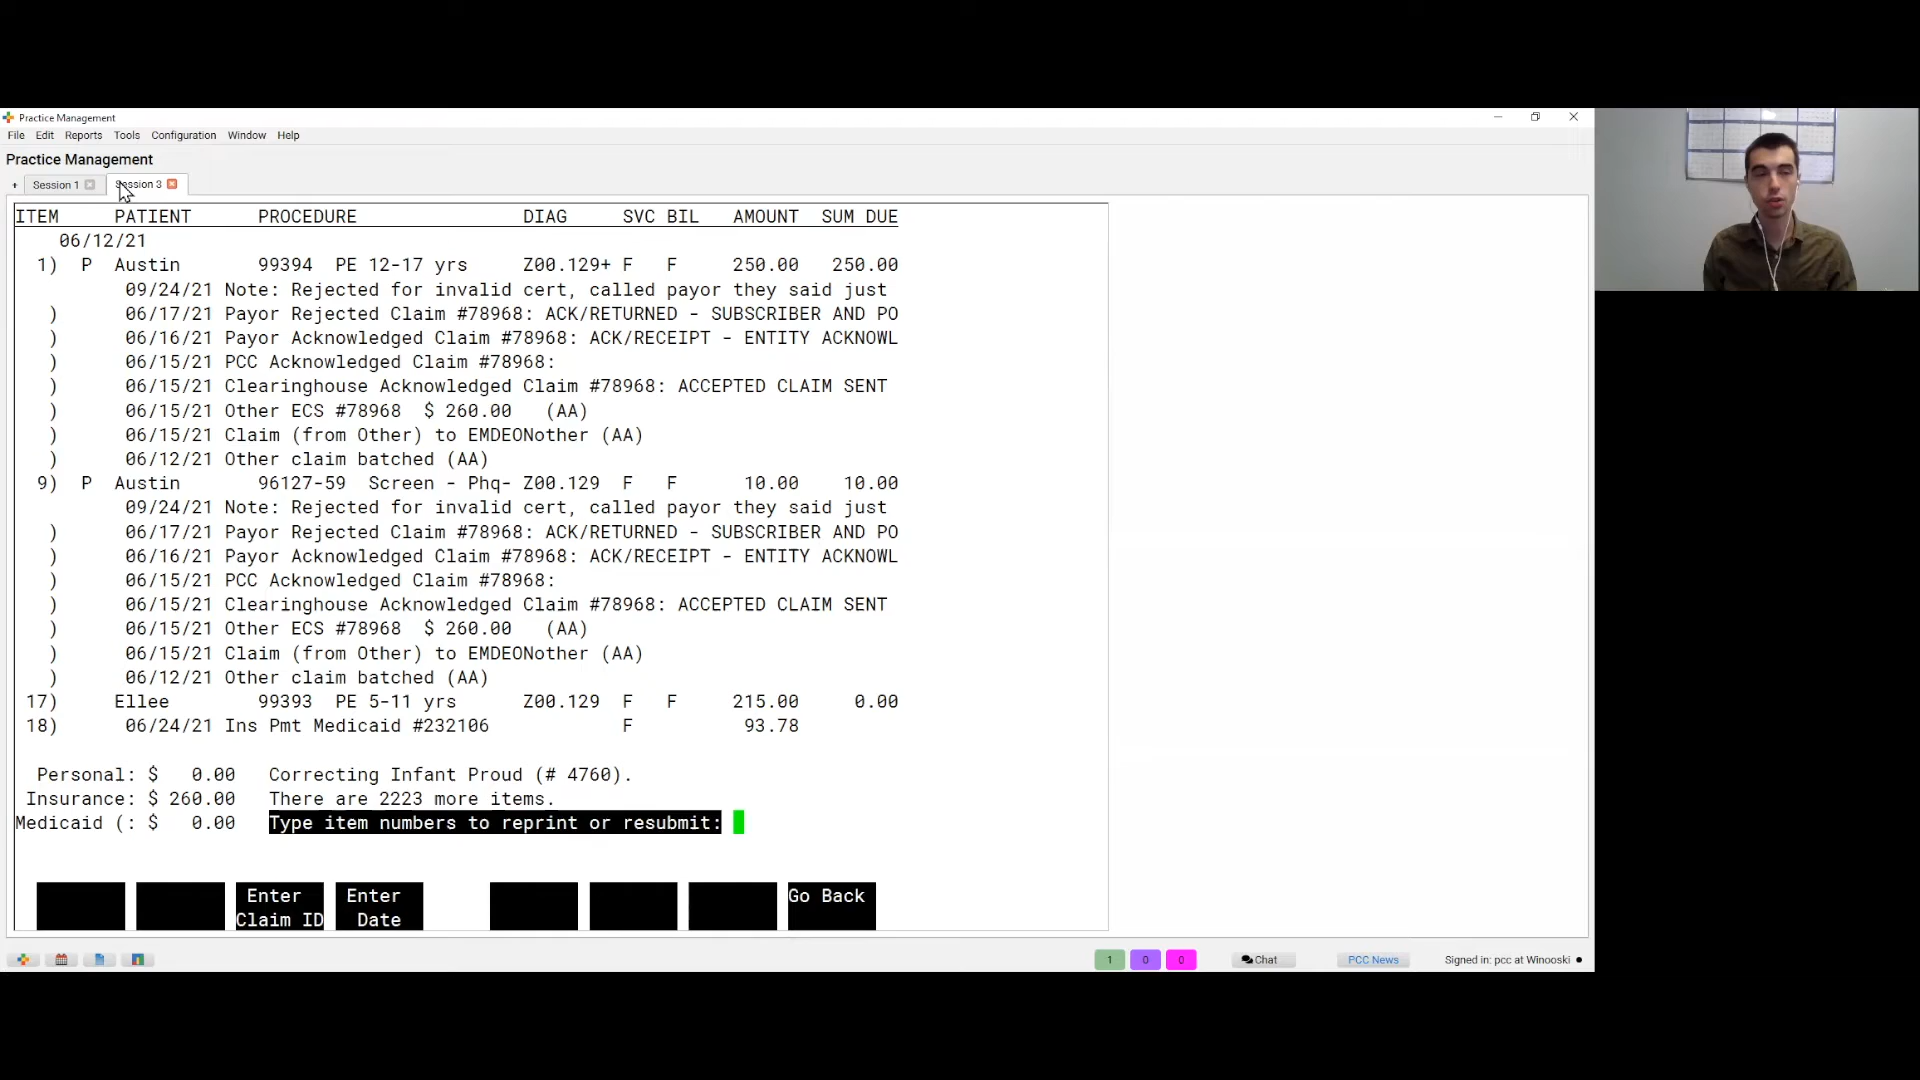 Practice Management
File Edit Reports Tools Configuration Window Help
Practice Management
+ Session 1 Session 3
ITEM PATIENT PROCEDURE DIAG SVC BIL AMOUNT SUM DUE
06/12/21
1) P Austin 99394 PE 12-17 yrs Z00.129+ F F 250.00 250.00
09/24/21 Note: Rejected for invalid cert, called payor they said just
) 06/17/21 Payor Rejected Claim #78968: ACK/RETURNED - SUBSCRIBER AND PO
) 06/16/21 Payor Acknowledged Claim #78968: ACK/RECEIPT - ENTITY ACKNOWL
) 06/15/21 PCC Acknowledged Claim #78968:
) 06/15/21 Clearinghouse Acknowledged Claim #78968: ACCEPTED CLAIM SENT
) 06/15/21 Other ECS #78968 $ 260.00 (AA)
) 06/15/21 Claim (from Other) to EMDEONother (AA)
) 06/12/21 Other claim batched (AA)
9) P Austin 96127-59 Screen - Phq- Z00.129 F F 10.00 10.00
09/24/21 Note: Rejected for invalid cert, called payor they said just
) 06/17/21 Payor Rejected Claim #78968: ACK/RETURNED - SUBSCRIBER AND PO
) 06/16/21 Payor Acknowledged Claim #78968: ACK/RECEIPT - ENTITY ACKNOWL
) 06/15/21 PCC Acknowledged Claim #78968:
) 06/15/21 Clearinghouse Acknowledged Claim #78968: ACCEPTED CLAIM SENT
) 06/15/21 Other ECS #78968 $ 260.00 (AA)
) 06/15/21 Claim (from Other) to EMDEONother (AA)
) 06/12/21 Other claim batched (AA)
17) Ellee 99393 PE 5-11 yrs Z00.129 F F 215.00 0.00
18) 06/24/21 Ins Pmt Medicaid #232106 F 93.78
Personal: $ 0.00 Correcting Infant Proud (# 4760).
Insurance: $ 260.00 There are 2223 more items.
Medicaid (: $ 0.00 Type item numbers to reprint or resubmit:
Enter Enter Go Back
Claim ID Date
1 0 0 Chat PCC News Signed in: pcc at Winooski